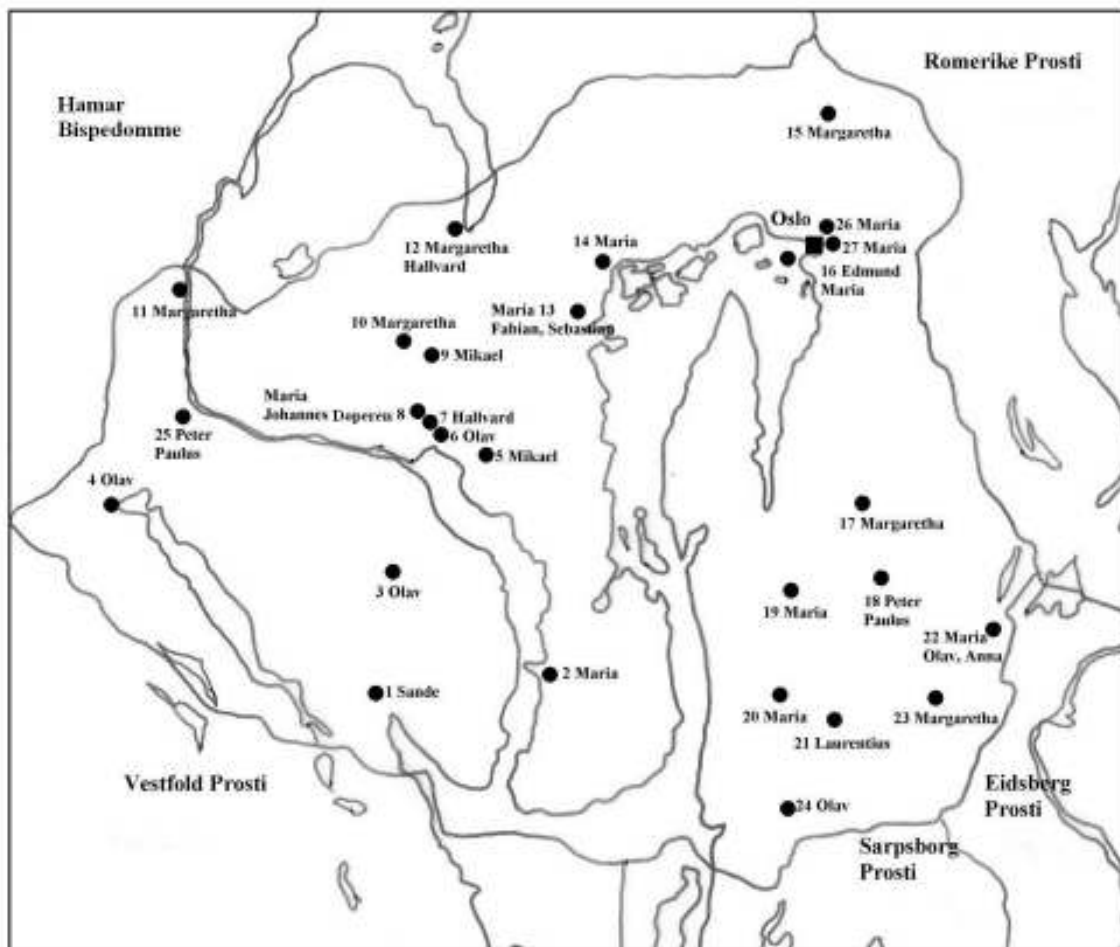 Romerike Prosti
Hamar
Bispedomme
15 Margaretha
Oslo
26 Maria
27 Maria
12 Margaretha
Hallvard
14 Maria
16 Edmund
Maria
11 Margaretha
Maria 13
Fabian, Sebastian
10 Margaretha
9 Mikael
Maria
Johannes Doperen 8
7 Hallvard
6 Olav
25 Peter
Paulus
5 Mikael
4 Olav
17 Margaretha
3 Olav
19 Maria
18 Peter
Paulus
22 Maria
Olav, Anna
2 Maria
1 Sande
20 Maria
23 Margaretha
21 Laurentius
Vestfold Prosti
Eidsberg
Prosti
24 Olav
Sarpsborg
Prosti